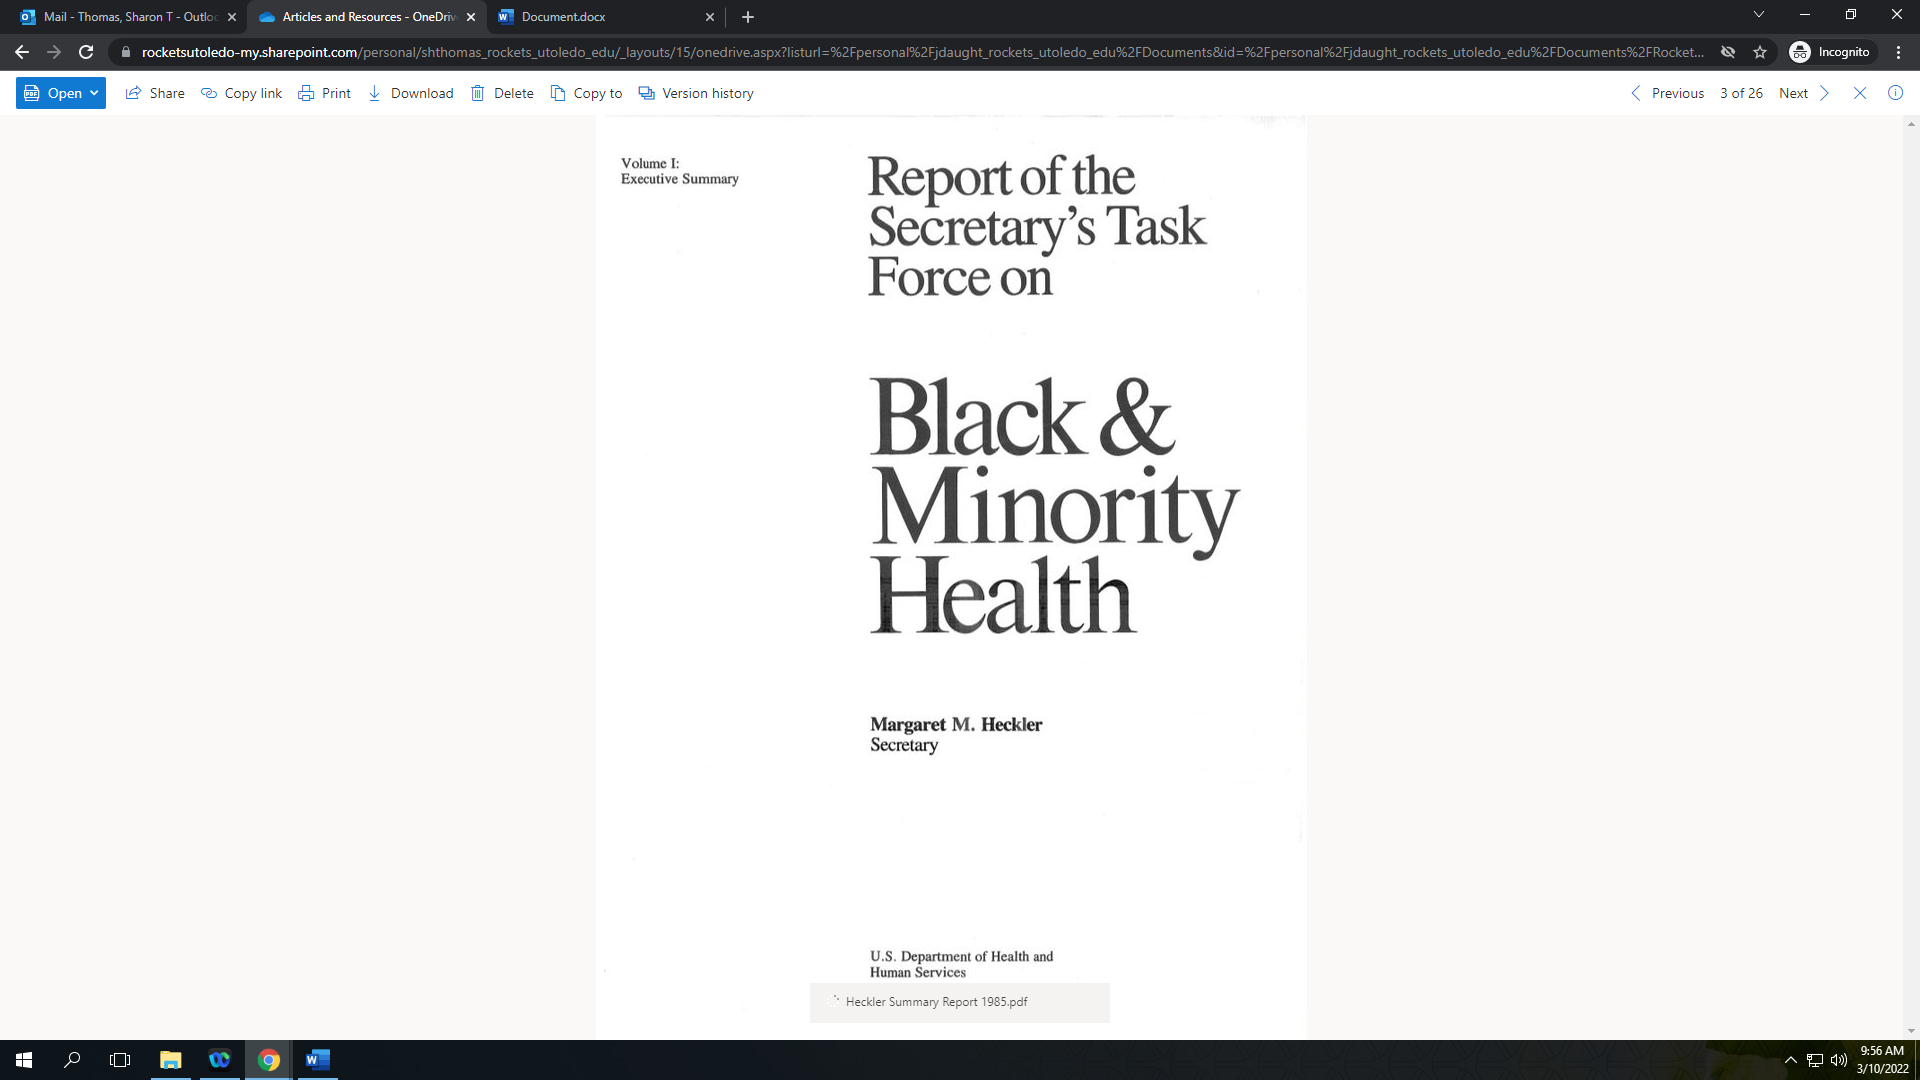 Mail - Thomas, Sharon T - Outloo
Articles and Resources - OneDriv
Document.docx
rocketsutoledo-my.sharepoint.com/personal/shthomas_rockets_utoledo_edu/_layouts/15/onedrive.aspx?listurl=%2Fpersonal%2Fjdaught_rockets_utoledo_edu%2FDocuments&id=%2Fpersonal%2Fjdaught_rockets_utoledo_edu%2FDocuments%2FRocket...
Incognito
Open
Share
Copy link
Print
Download
Delete
Copy to
Version history
Previous
3 of 26
Next
Volume I:
Executive Summary
Report of the
Secretary's Task
Force on
Black &
Minority
Health
Margaret M. Heckler
Secretary
U.S. Department of Health and
Human Services
Heckler Summary Report 1985.pdf
9:56 AM
3/10/2022